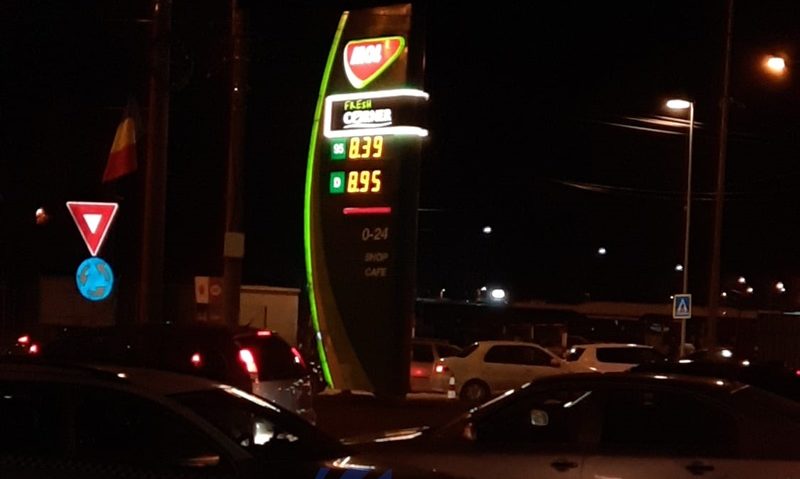 MOL
FRESH
CORNER
95 8.39
D 8.95
0-24
SHOP
CAFE